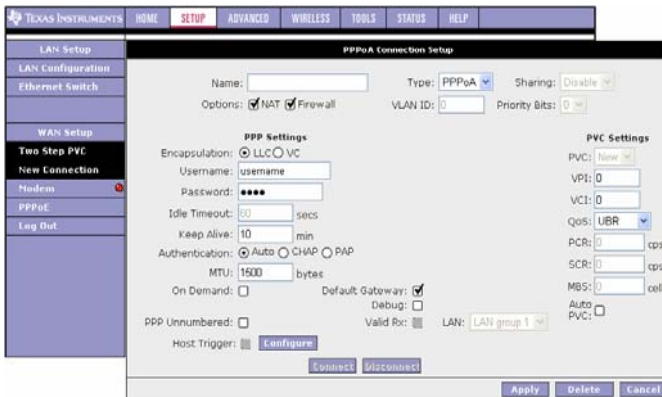 TEXAS INSTRUMENTS HOME SETUP ADVANCED WIRELESS TOOLS STATUS HELP
LAN Setup
LAN Configuration
Ethernet Switch
WAN Setup
Two Step PVC
New Connection
Modem
PPPoE
Log Out
PPPoA Connection Setup
Name: Type: PPPoA Sharing: Disable
Options: NAT Firewall VLAN ID: 0 Priority Bits: 0
PPP Settings
Encapsulation: LLC VC
Username: username
Password: ••••
Idle Timeout: 60 secs
Keep Alive: 10 min
Authentication: Auto CHAP PAP
MTU: 1500 bytes
On Demand: Default Gateway:
Debug:
PPP Unnumbered: Valid Rx: LAN: LAN group 1
Host Trigger: Configure
PVC Settings
PVC: New
VPI: 0
VCI: 0
QoS: UBR
PCR: 0 cps
SCR: 0 cps
MBS: 0 cell
Auto
PVC:
Connect Disconnect
Apply Delete Cancel